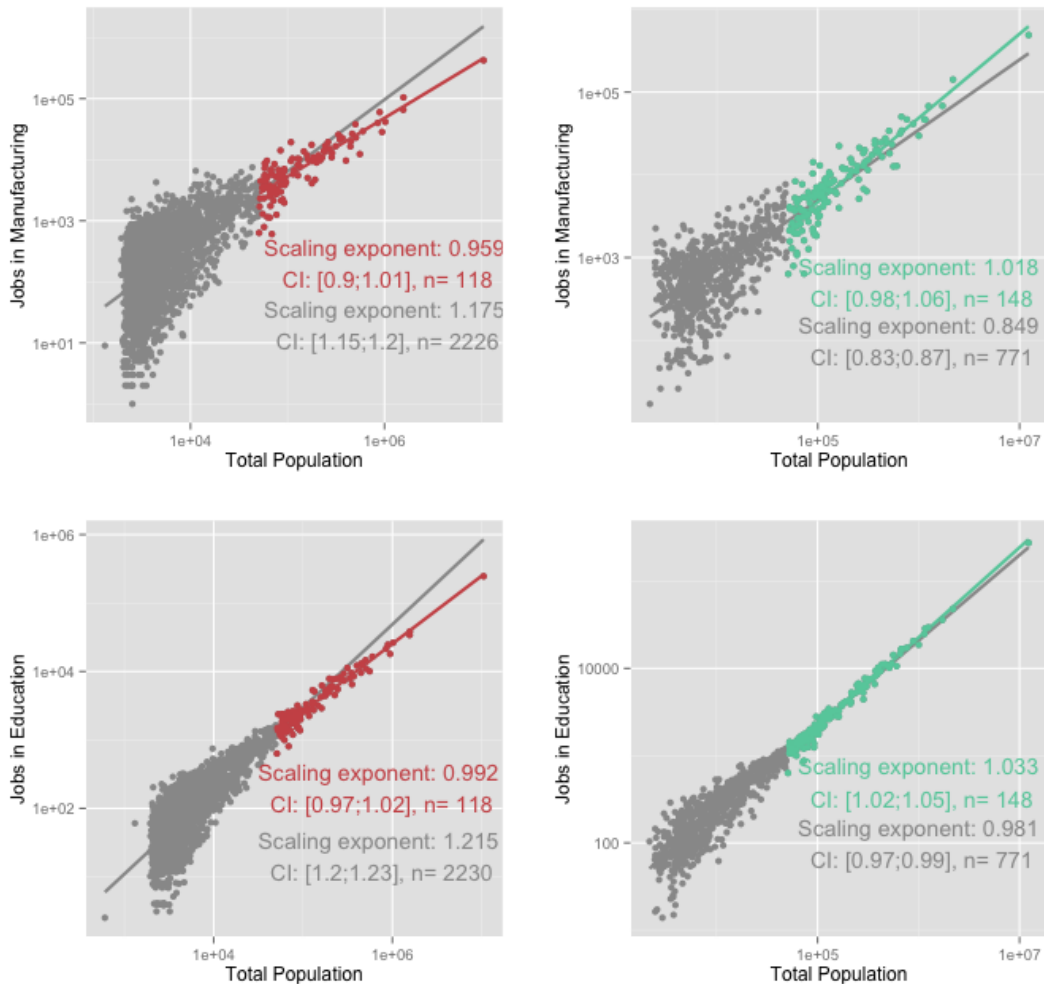 Jobs in Manufacturing
1e+05
1e+03
1e+01
Scaling exponent: 0.959
CI: [0.9;1.01], n= 118
Scaling exponent: 1.175
CI: [1.15;1.2], n= 2226
1e+04
1e+06
Total Population
Jobs in Manufacturing
1e+05
1e+03
Scaling exponent: 1.018
CI: [0.98;1.06], n= 148
Scaling exponent: 0.849
CI: [0.83;0.87], n= 771
1e+05
1e+07
Total Population
Jobs in Education
1e+06
1e+04
1e+02
Scaling exponent: 0.992
CI: [0.97;1.02], n= 118
Scaling exponent: 1.215
CI: [1.2;1.23], n= 2230
1e+04
1e+06
Total Population
Jobs in Education
10000
100
Scaling exponent: 1.033
CI: [1.02;1.05], n= 148
Scaling exponent: 0.981
CI: [0.97;0.99], n= 771
1e+05
1e+07
Total Population